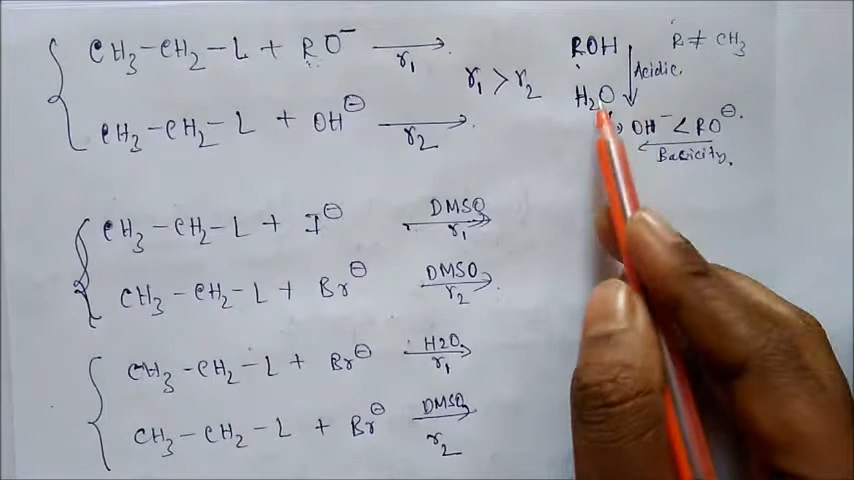 CH3-CH2-L + RO⁻ → r1
CH3-CH2-L + OH⊖ → r2
r1 > r2
ROH
R ≠ CH3
Acidic.
H2O
OH⁻ < RO⊖
Basicity.
CH3-CH2-L + I⊖ DMSO → r1
CH3-CH2-L + Br⊖ DMSO → r2
CH3-CH2-L + Br⊖ H2O → r1
CH3-CH2-L + Br⊖ DMSO → r2